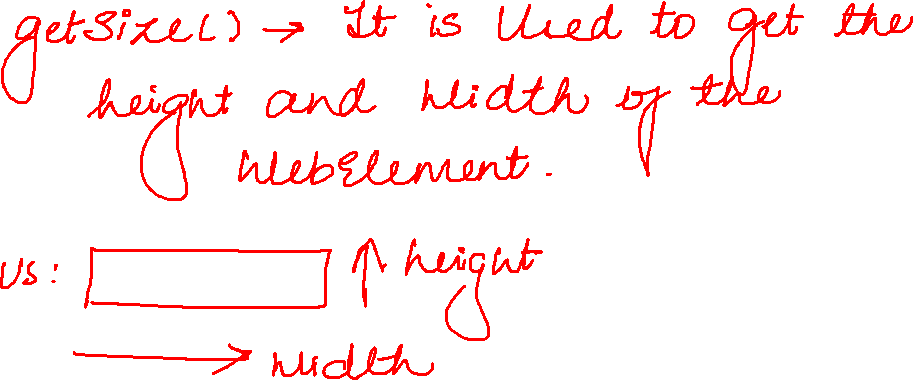 getSize() → It is Used to get the
height and width of the
WebElement.
US: ↑ height
→ width